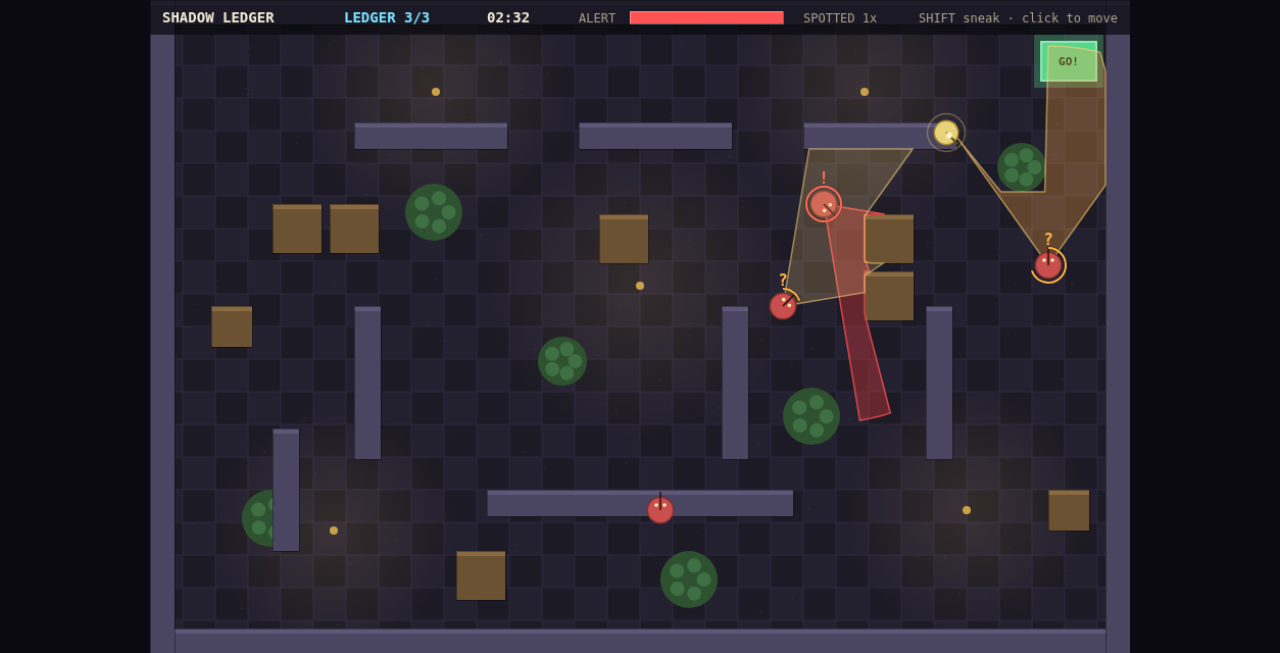 SHADOW LEDGER LEDGER 3/3 02:32 ALERT SPOTTED 1x SHIFT sneak · click to move
GO!
!
?
?